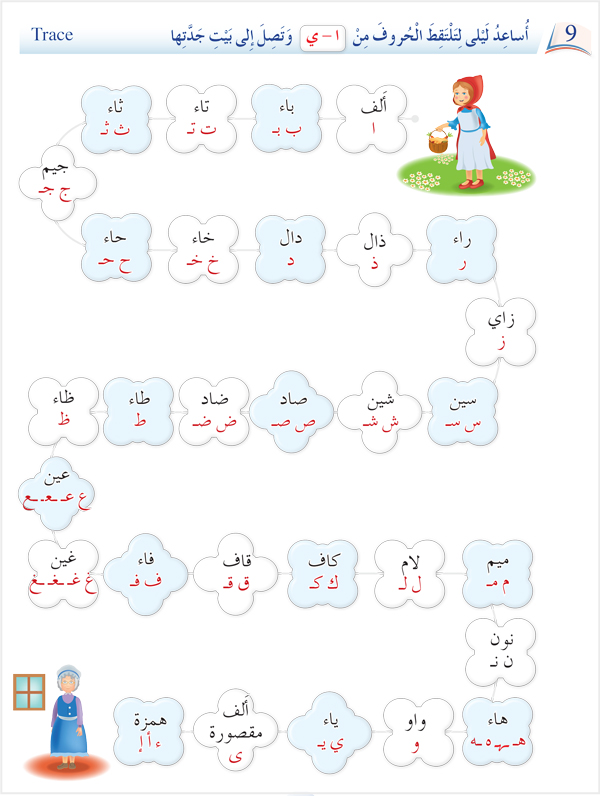 9
أُساعِدُ لَيْلى لِتَلْتَقِطَ الْحُروفَ مِنْ ا – ي وَتَصِلَ إِلى بَيْتِ جَدَّتِها
Trace
أَلف
ا
باء
ب بـ
تاء
ت تـ
ثاء
ث ثـ
جيم
ج جـ
حاء
ح حـ
خاء
خ خـ
دال
د
ذال
ذ
راء
ر
زاي
ز
سين
س سـ
شين
ش شـ
صاد
ص صـ
ضاد
ض ضـ
طاء
ط
ظاء
ظ
عين
ع عـ ـعـ ـع
غين
غ غـ ـغـ ـغ
فاء
ف فـ
قاف
ق قـ
كاف
ك كـ
لام
ل لـ
ميم
م مـ
نون
ن نـ
هاء
هـ ـهـ ه ـه
واو
و
ياء
ي يـ
أَلف
مقصورة
ى
همزة
ء أ إ